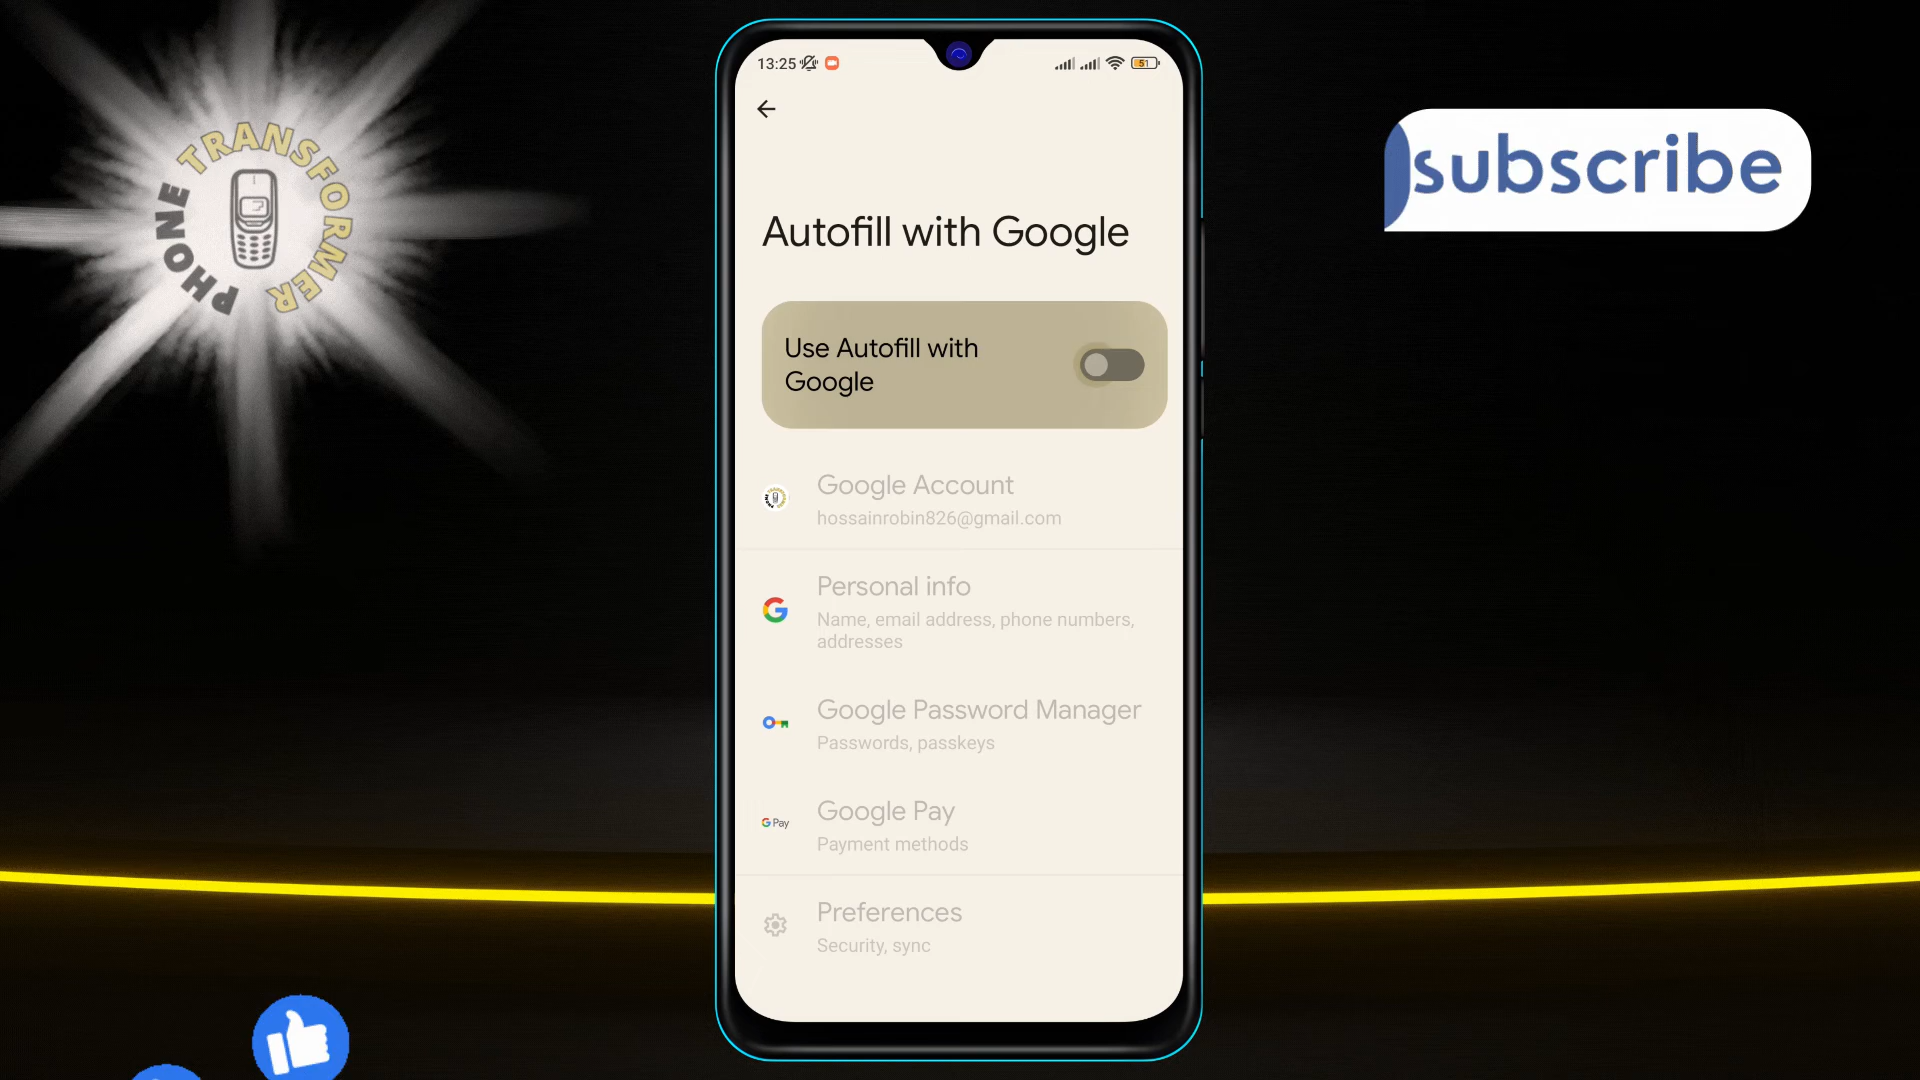 PHONE TRANSFORMER
subscribe
13:25
51
Autofill with Google
Use Autofill with
Google
Google Account
hossainrobin826@gmail.com
Personal info
Name, email address, phone numbers,
addresses
Google Password Manager
Passwords, passkeys
G Pay
Google Pay
Payment methods
Preferences
Security, sync